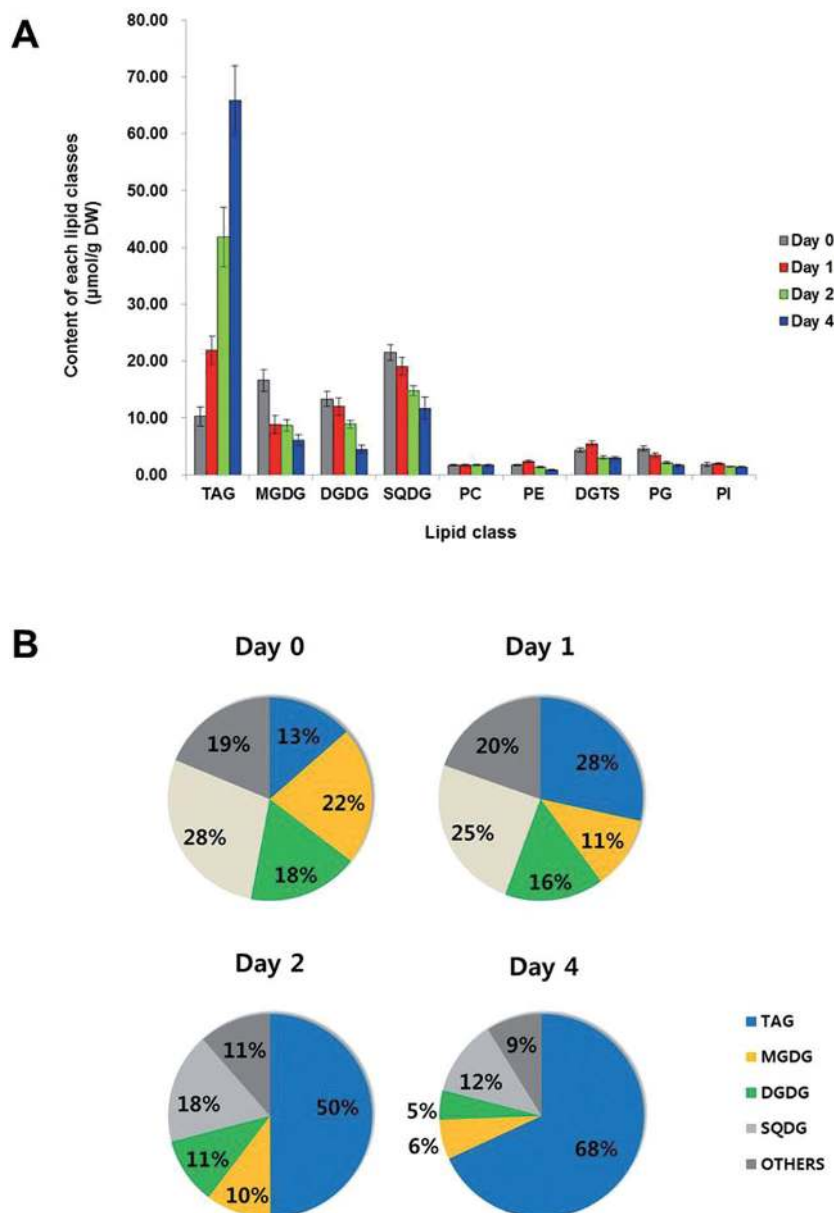 A
80.00
70.00
60.00
50.00
40.00
30.00
20.00
10.00
0.00
Content of each lipid classes
(µmol/g DW)
TAG MGDG DGDG SQDG PC PE DGTS PG PI
Lipid class
Day 0
Day 1
Day 2
Day 4
B
Day 0
13%
22%
18%
28%
19%
Day 1
28%
11%
16%
25%
20%
Day 2
50%
10%
11%
18%
11%
Day 4
68%
6%
5%
12%
9%
TAG
MGDG
DGDG
SQDG
OTHERS